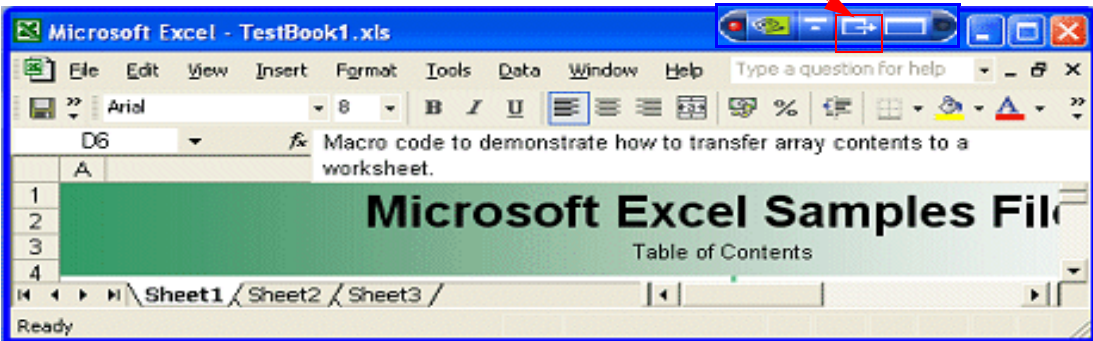 Microsoft Excel - TestBook1.xls
File Edit View Insert Format Tools Data Window Help Type a question for help
Arial 8 B I U %
D6 fx Macro code to demonstrate how to transfer array contents to a
worksheet.
A
1
2 Microsoft Excel Samples File
3 Table of Contents
4
Sheet1 Sheet2 Sheet3
Ready